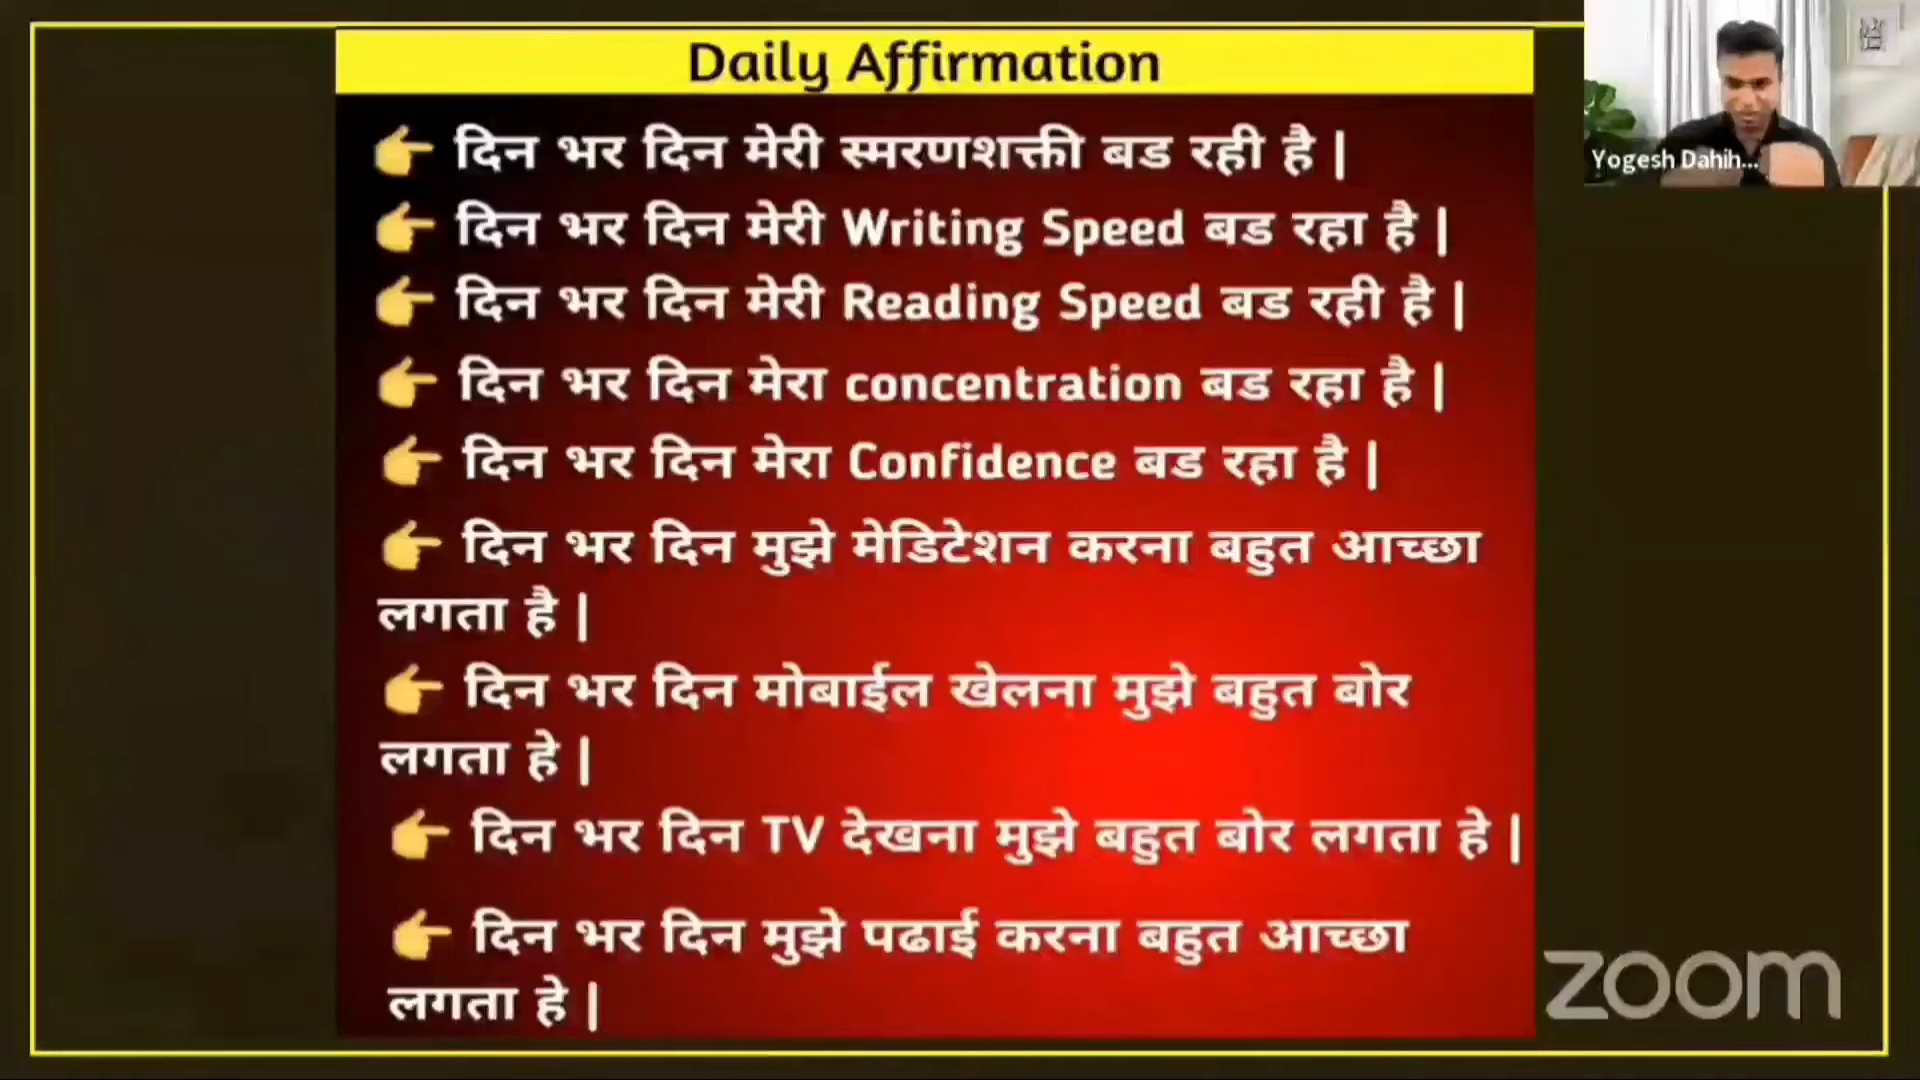 Daily Affirmation
👉 दिन भर दिन मेरी स्मरणशक्ती बड रही है |
👉 दिन भर दिन मेरी Writing Speed बड रहा है |
👉 दिन भर दिन मेरी Reading Speed बड रही है |
👉 दिन भर दिन मेरा concentration बड रहा है |
👉 दिन भर दिन मेरा Confidence बड रहा है |
👉 दिन भर दिन मुझे मेडिटेशन करना बहुत आच्छा
लगता है |
👉 दिन भर दिन मोबाईल खेलना मुझे बहुत बोर
लगता हे |
👉 दिन भर दिन TV देखना मुझे बहुत बोर लगता हे |
👉 दिन भर दिन मुझे पढाई करना बहुत आच्छा
लगता हे |
Yogesh Dahih...
zoom